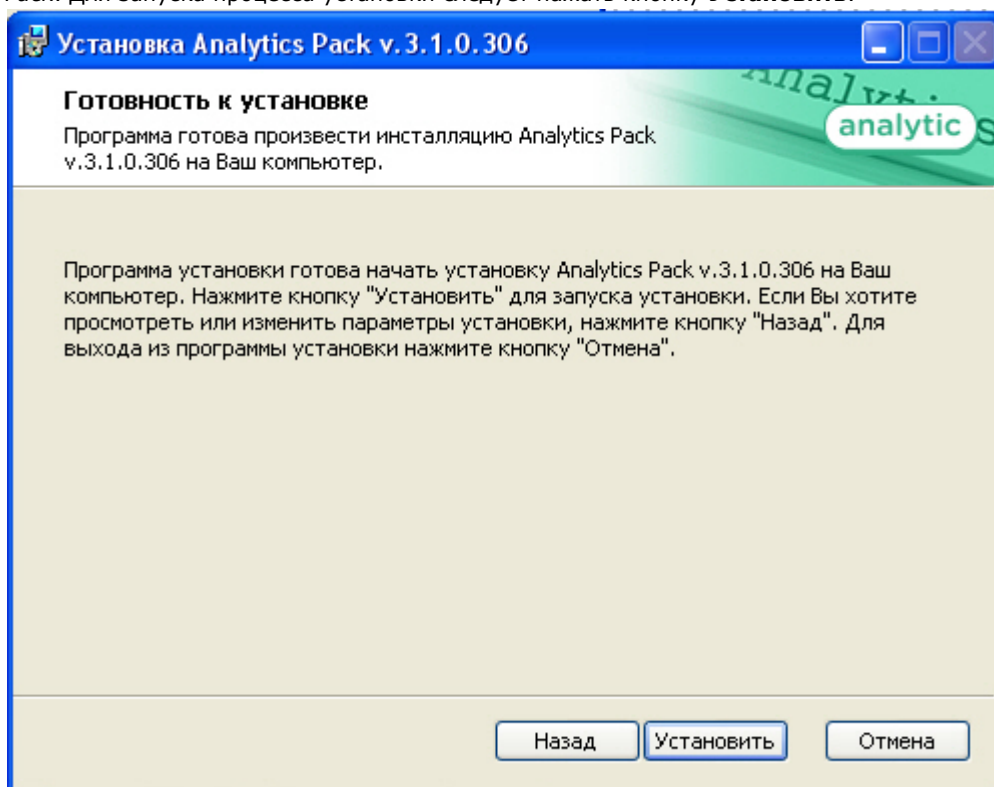 Установка Analytics Pack v.3.1.0.306
Готовность к установке
Программа готова произвести инсталляцию Analytics Pack
v.3.1.0.306 на Ваш компьютер.
analytic
Программа установки готова начать установку Analytics Pack v.3.1.0.306 на Ваш
компьютер. Нажмите кнопку "Установить" для запуска установки. Если Вы хотите
просмотреть или изменить параметры установки, нажмите кнопку "Назад". Для
выхода из программы установки нажмите кнопку "Отмена".
Назад Установить Отмена